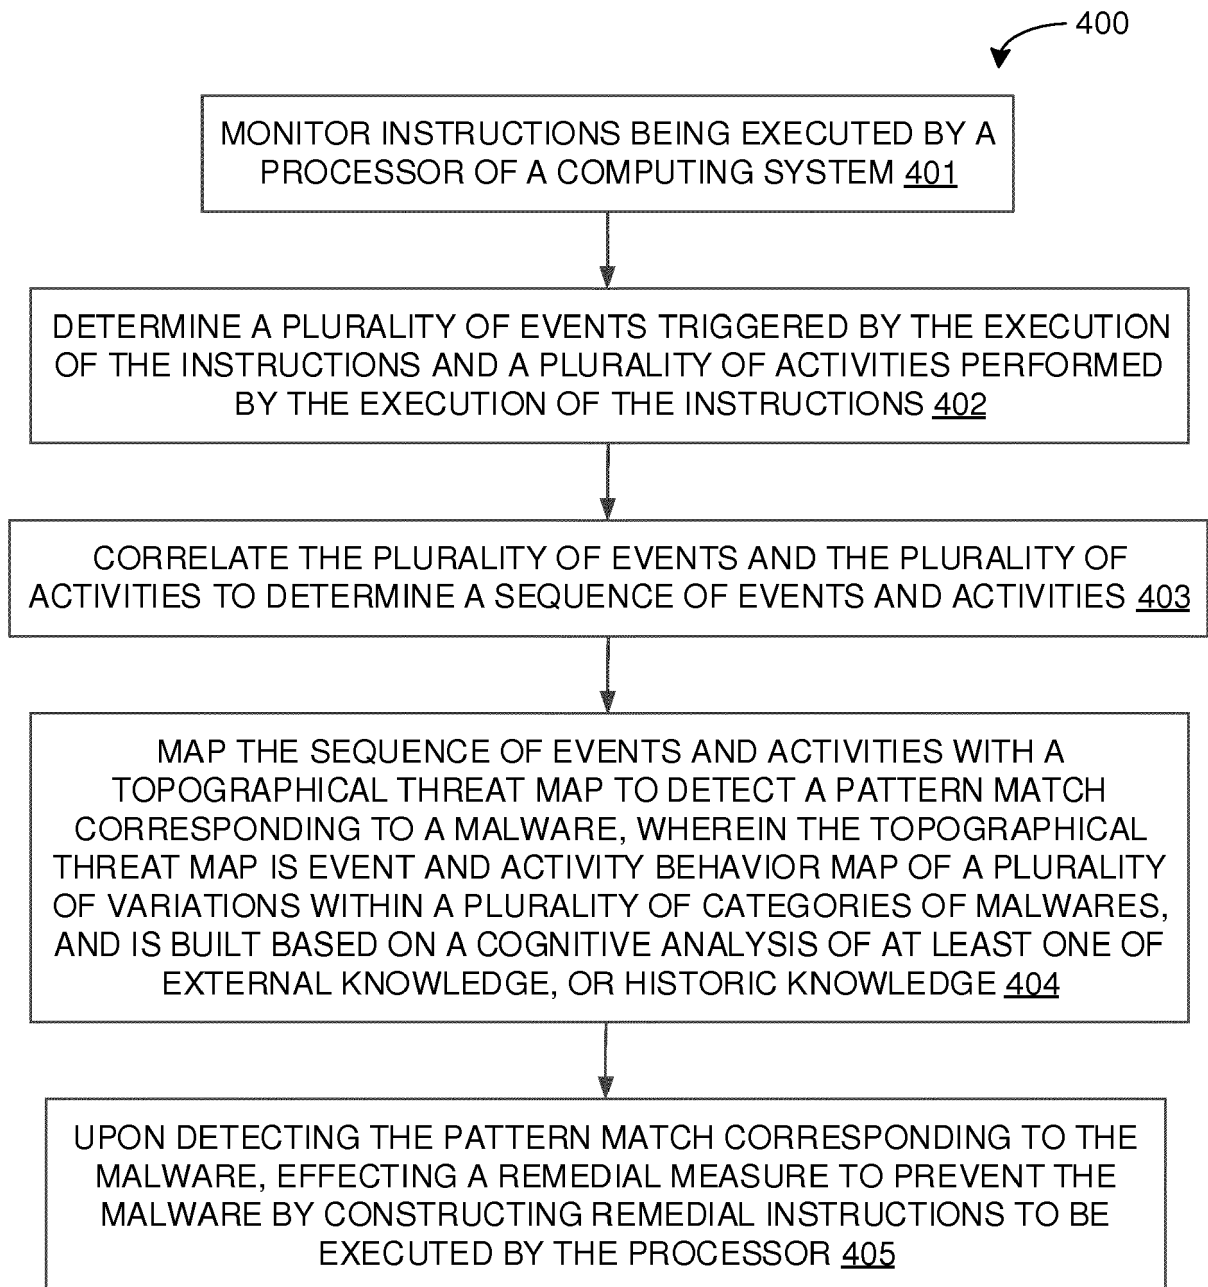 400
MONITOR INSTRUCTIONS BEING EXECUTED BY A
PROCESSOR OF A COMPUTING SYSTEM 401
DETERMINE A PLURALITY OF EVENTS TRIGGERED BY THE EXECUTION
OF THE INSTRUCTIONS AND A PLURALITY OF ACTIVITIES PERFORMED
BY THE EXECUTION OF THE INSTRUCTIONS 402
CORRELATE THE PLURALITY OF EVENTS AND THE PLURALITY OF
ACTIVITIES TO DETERMINE A SEQUENCE OF EVENTS AND ACTIVITIES 403
MAP THE SEQUENCE OF EVENTS AND ACTIVITIES WITH A
TOPOGRAPHICAL THREAT MAP TO DETECT A PATTERN MATCH
CORRESPONDING TO A MALWARE, WHEREIN THE TOPOGRAPHICAL
THREAT MAP IS EVENT AND ACTIVITY BEHAVIOR MAP OF A PLURALITY
OF VARIATIONS WITHIN A PLURALITY OF CATEGORIES OF MALWARES,
AND IS BUILT BASED ON A COGNITIVE ANALYSIS OF AT LEAST ONE OF
EXTERNAL KNOWLEDGE, OR HISTORIC KNOWLEDGE 404
UPON DETECTING THE PATTERN MATCH CORRESPONDING TO THE
MALWARE, EFFECTING A REMEDIAL MEASURE TO PREVENT THE
MALWARE BY CONSTRUCTING REMEDIAL INSTRUCTIONS TO BE
EXECUTED BY THE PROCESSOR 405